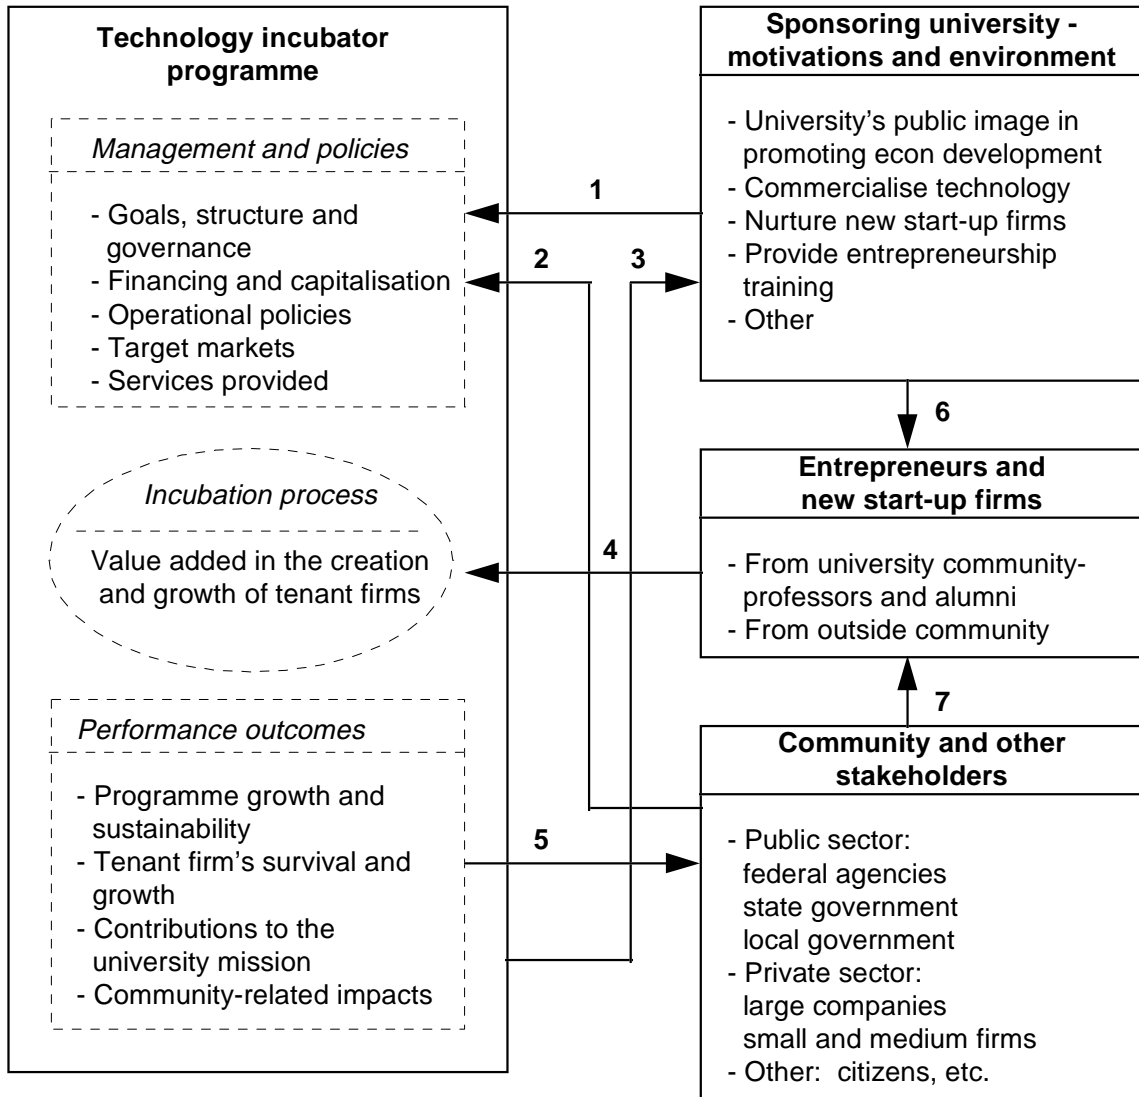 Technology incubator
programme
Management and policies
- Goals, structure and
governance
- Financing and capitalisation
- Operational policies
- Target markets
- Services provided
Incubation process
Value added in the creation
and growth of tenant firms
Performance outcomes
- Programme growth and
sustainability
- Tenant firm's survival and
growth
- Contributions to the
university mission
- Community-related impacts
1
2
3
4
5
Sponsoring university -
motivations and environment
- University's public image in
promoting econ development
- Commercialise technology
- Nurture new start-up firms
- Provide entrepreneurship
training
- Other
6
Entrepreneurs and
new start-up firms
- From university community-
professors and alumni
- From outside community
7
Community and other
stakeholders
- Public sector:
federal agencies
state government
local government
- Private sector:
large companies
small and medium firms
- Other: citizens, etc.